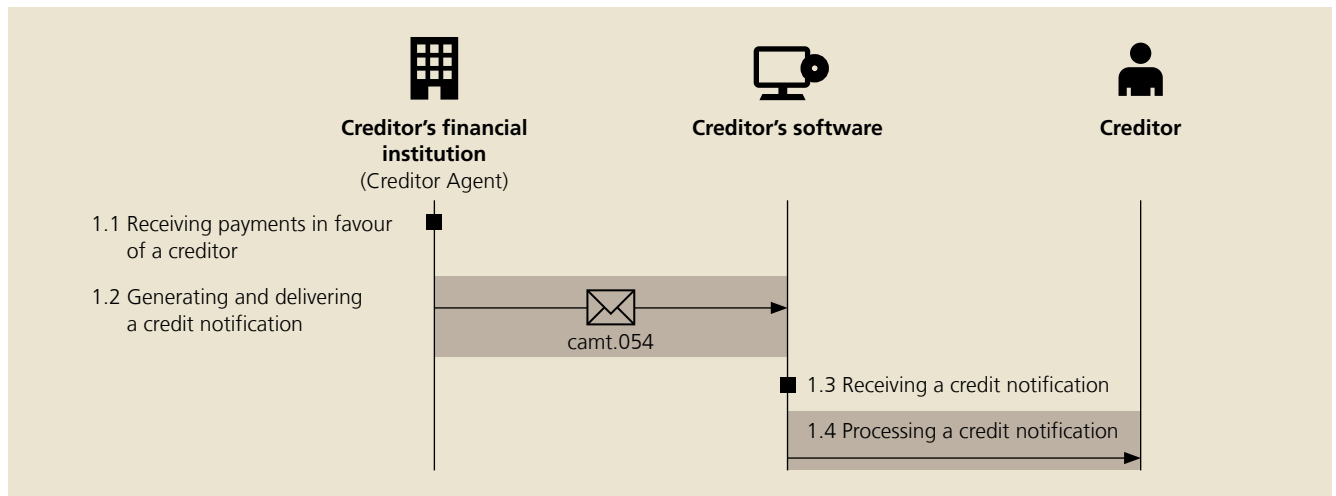 Creditor’s financial
institution
(Creditor Agent)
Creditor’s software
Creditor
1.1 Receiving payments in favour
of a creditor
1.2 Generating and delivering
a credit notification
camt.054
1.3 Receiving a credit notification
1.4 Processing a credit notification